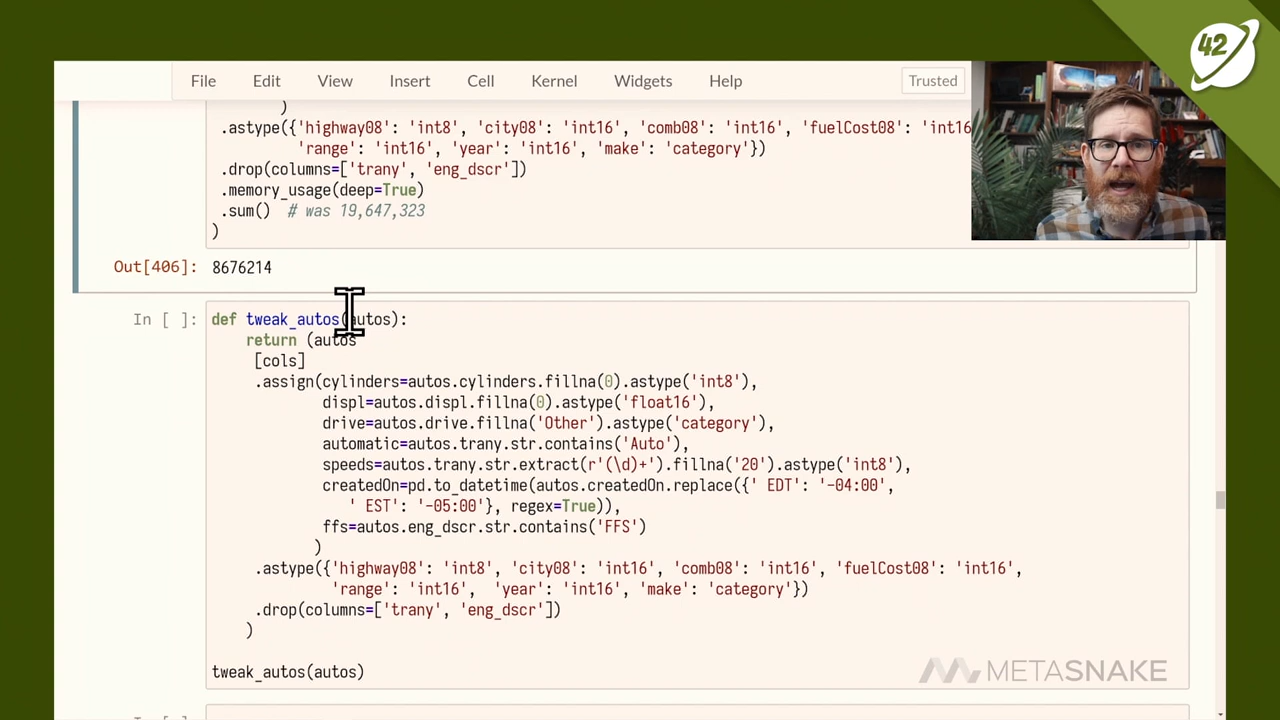 42
File Edit View Insert Cell Kernel Widgets Help Trusted
)
.astype({'highway08': 'int8', 'city08': 'int16', 'comb08': 'int16', 'fuelCost08': 'int16
'range': 'int16', 'year': 'int16', 'make': 'category'})
.drop(columns=['trany', 'eng_dscr'])
.memory_usage(deep=True)
.sum()  # was 19,647,323
)
Out[406]: 8676214
In [ ]: def tweak_autos(autos):
return (autos
[cols]
.assign(cylinders=autos.cylinders.fillna(0).astype('int8'),
displ=autos.displ.fillna(0).astype('float16'),
drive=autos.drive.fillna('Other').astype('category'),
automatic=autos.trany.str.contains('Auto'),
speeds=autos.trany.str.extract(r'(\d)+').fillna('20').astype('int8'),
createdOn=pd.to_datetime(autos.createdOn.replace({' EDT': '-04:00',
' EST': '-05:00'}, regex=True)),
ffs=autos.eng_dscr.str.contains('FFS')
)
.astype({'highway08': 'int8', 'city08': 'int16', 'comb08': 'int16', 'fuelCost08': 'int16',
'range': 'int16',  'year': 'int16', 'make': 'category'})
.drop(columns=['trany', 'eng_dscr'])
)
tweak_autos(autos)
METASNAKE